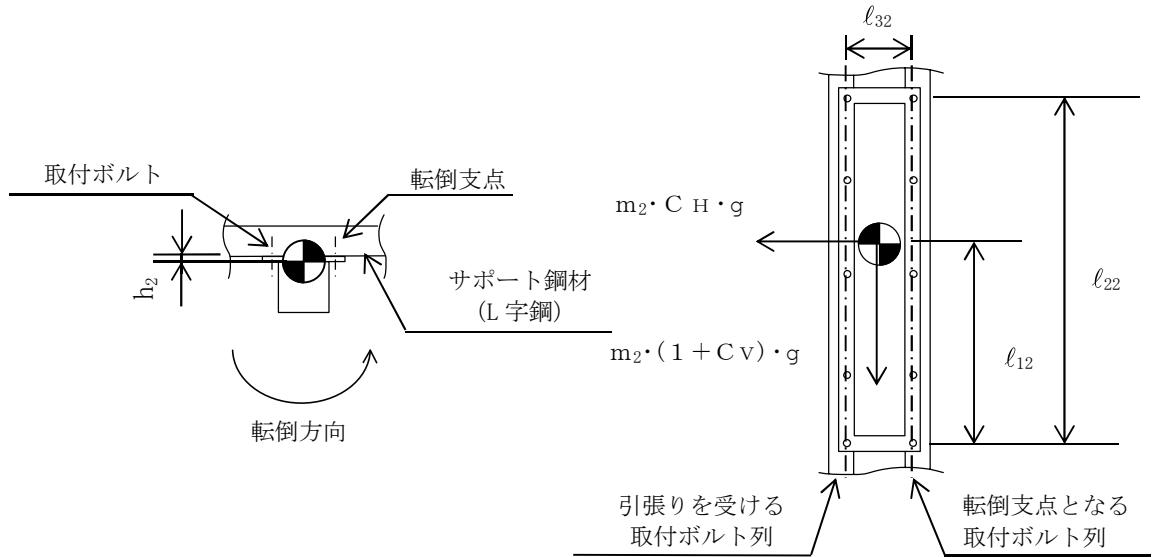 取付ボルト
転倒支点
h₂
サポート鋼材
(L 字鋼)
転倒方向
ℓ₃₂
m₂・C H・g
m₂・(1+Cv)・g
ℓ₂₂
ℓ₁₂
引張りを受ける
取付ボルト列
転倒支点となる
取付ボルト列